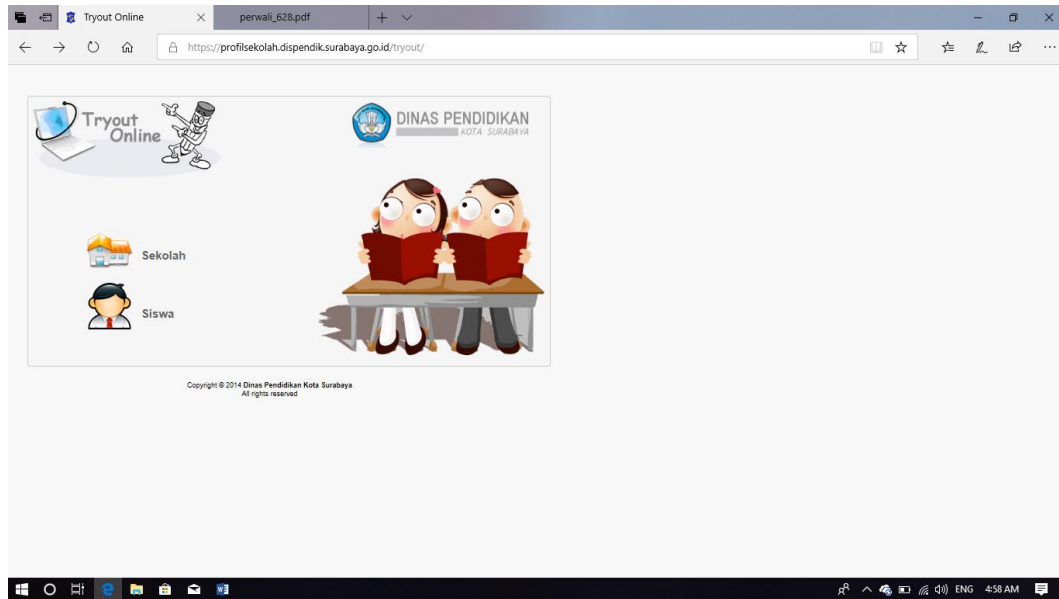 Tryout Online
perwali_628.pdf
https://profilsekolah.dispendik.surabaya.go.id/tryout/
Tryout
Online
DINAS PENDIDIKAN
KOTA SURABAYA
Sekolah
Siswa
Copyright © 2014 Dinas Pendidikan Kota Surabaya
All rights reserved
ENG 4:58 AM